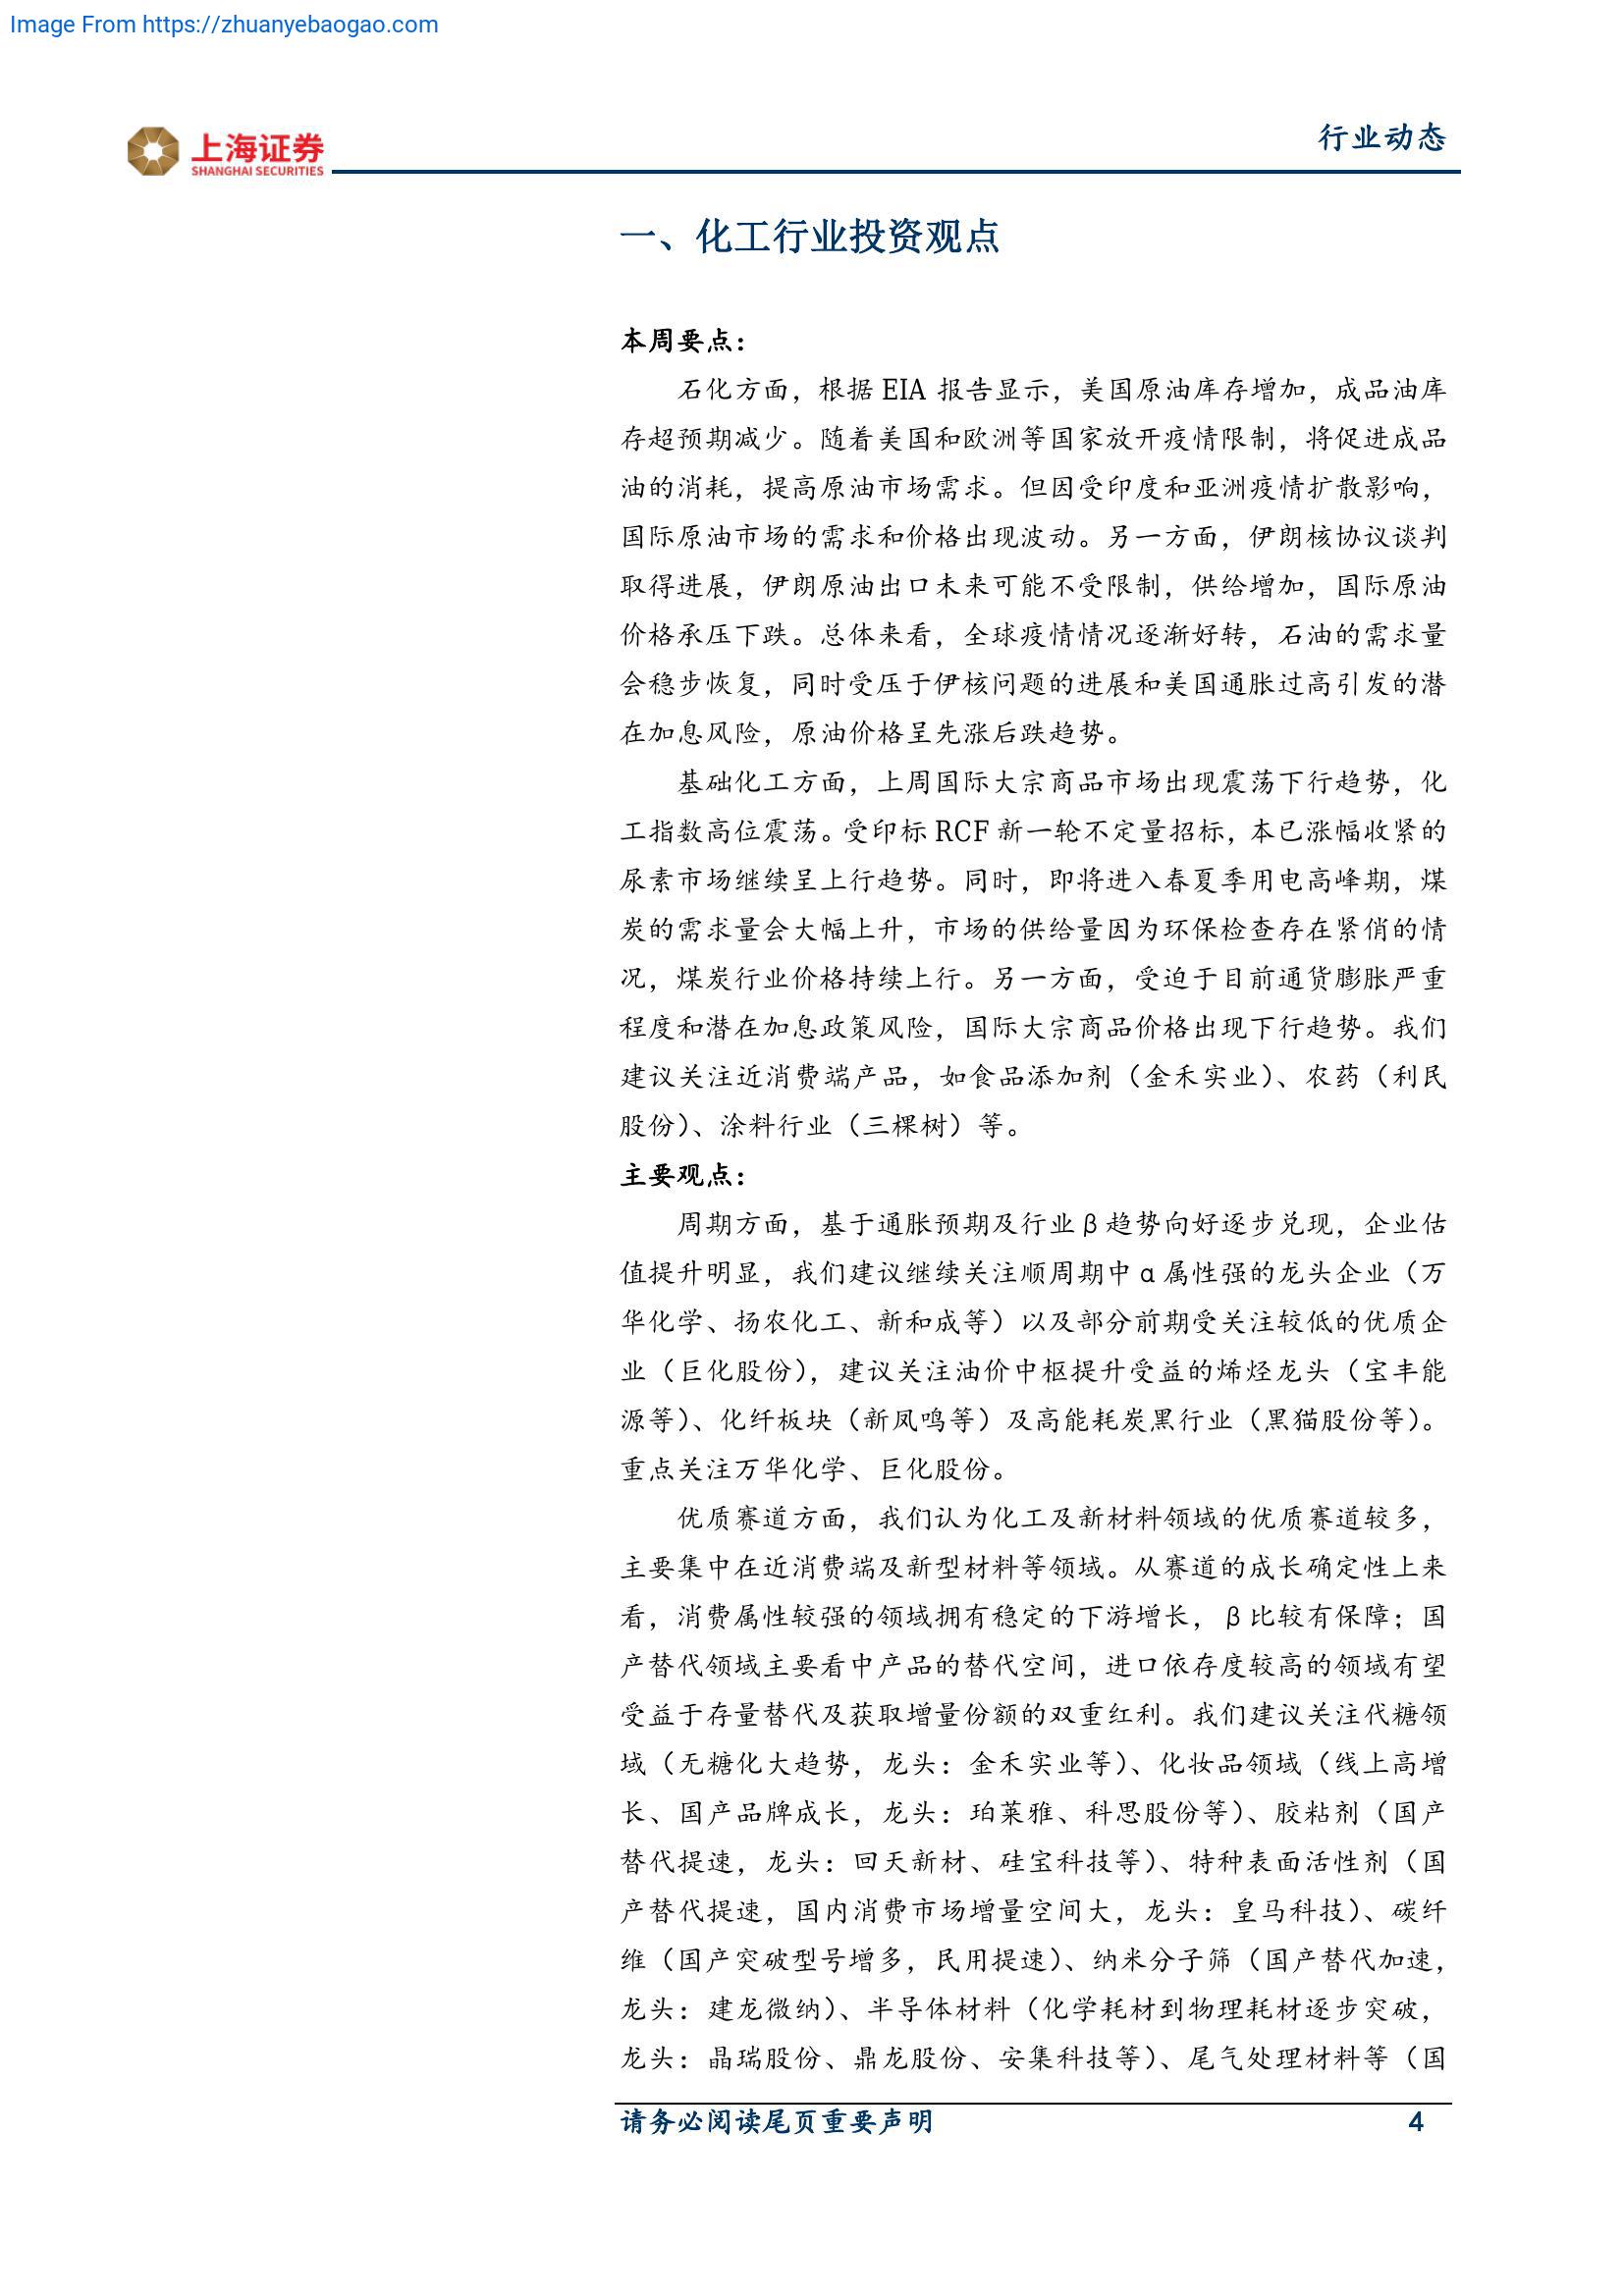 Image From https://zhuanyebaogao.com
上海证券
SHANGHAI SECURITIES
行业动态
一、化工行业投资观点
本周要点：
石化方面，根据 EIA 报告显示，美国原油库存增加，成品油库
存超预期减少。随着美国和欧洲等国家放开疫情限制，将促进成品
油的消耗，提高原油市场需求。但因受印度和亚洲疫情扩散影响，
国际原油市场的需求和价格出现波动。另一方面，伊朗核协议谈判
取得进展，伊朗原油出口未来可能不受限制，供给增加，国际原油
价格承压下跌。总体来看，全球疫情情况逐渐好转，石油的需求量
会稳步恢复，同时受压于伊核问题的进展和美国通胀过高引发的潜
在加息风险，原油价格呈先涨后跌趋势。
基础化工方面，上周国际大宗商品市场出现震荡下行趋势，化
工指数高位震荡。受印标 RCF 新一轮不定量招标，本已涨幅收紧的
尿素市场继续呈上行趋势。同时，即将进入春夏季用电高峰期，煤
炭的需求量会大幅上升，市场的供给量因为环保检查存在紧俏的情
况，煤炭行业价格持续上行。另一方面，受迫于目前通货膨胀严重
程度和潜在加息政策风险，国际大宗商品价格出现下行趋势。我们
建议关注近消费端产品，如食品添加剂（金禾实业）、农药（利民
股份）、涂料行业（三棵树）等。
主要观点：
周期方面，基于通胀预期及行业 β 趋势向好逐步兑现，企业估
值提升明显，我们建议继续关注顺周期中 α 属性强的龙头企业（万
华化学、扬农化工、新和成等）以及部分前期受关注较低的优质企
业（巨化股份），建议关注油价中枢提升受益的烯烃龙头（宝丰能
源等）、化纤板块（新凤鸣等）及高能耗炭黑行业（黑猫股份等）。
重点关注万华化学、巨化股份。
优质赛道方面，我们认为化工及新材料领域的优质赛道较多，
主要集中在近消费端及新型材料等领域。从赛道的成长确定性上来
看，消费属性较强的领域拥有稳定的下游增长，β 比较有保障；国
产替代领域主要看中产品的替代空间，进口依存度较高的领域有望
受益于存量替代及获取增量份额的双重红利。我们建议关注代糖领
域（无糖化大趋势，龙头：金禾实业等）、化妆品领域（线上高增
长、国产品牌成长，龙头：珀莱雅、科思股份等）、胶粘剂（国产
替代提速，龙头：回天新材、硅宝科技等）、特种表面活性剂（国
产替代提速，国内消费市场增量空间大，龙头：皇马科技）、碳纤
维（国产突破型号增多，民用提速）、纳米分子筛（国产替代加速，
龙头：建龙微纳）、半导体材料（化学耗材到物理耗材逐步突破，
龙头：晶瑞股份、鼎龙股份、安集科技等）、尾气处理材料等（国
请务必阅读尾页重要声明
4